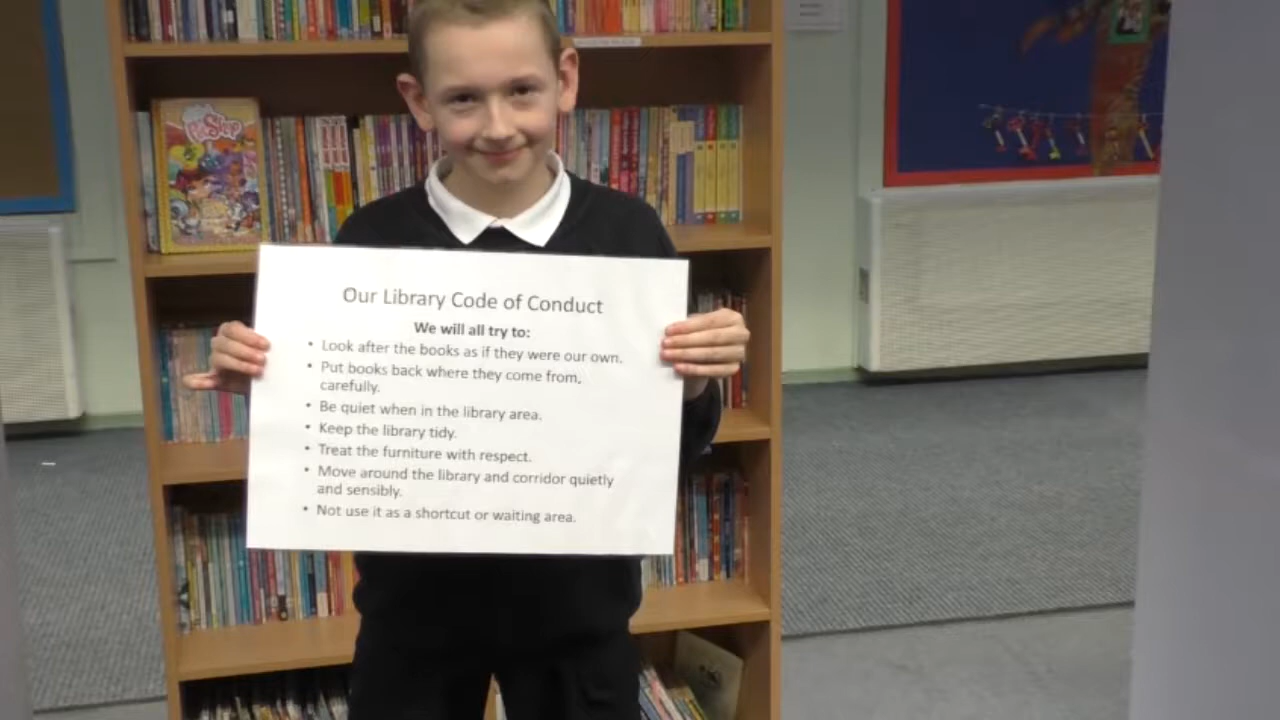 Our Library Code of Conduct
We will all try to:
• Look after the books as if they were our own.
• Put books back where they come from,
carefully.
• Be quiet when in the library area.
• Keep the library tidy.
• Treat the furniture with respect.
• Move around the library and corridor quietly
and sensibly.
• Not use it as a shortcut or waiting area.